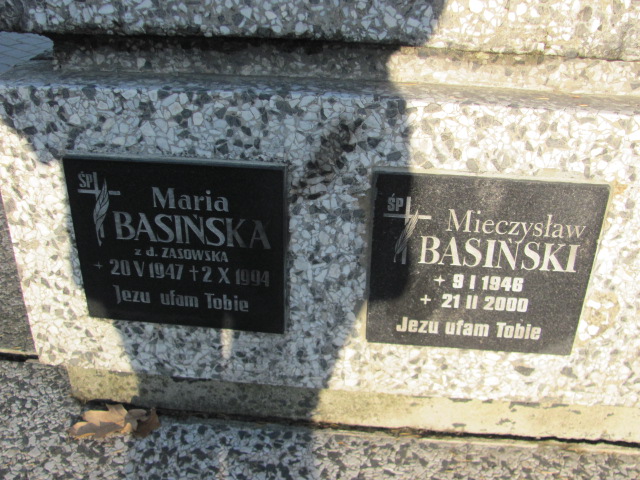 ŚP
Maria
BASIŃSKA
z d. ZASOWSKA
+ 20 V 1947 + 2 X 1994
Jezu ufam Tobie
ŚP
Mieczysław
BASIŃSKI
+ 9 I 1946
+ 21 II 2000
Jezu ufam Tobie